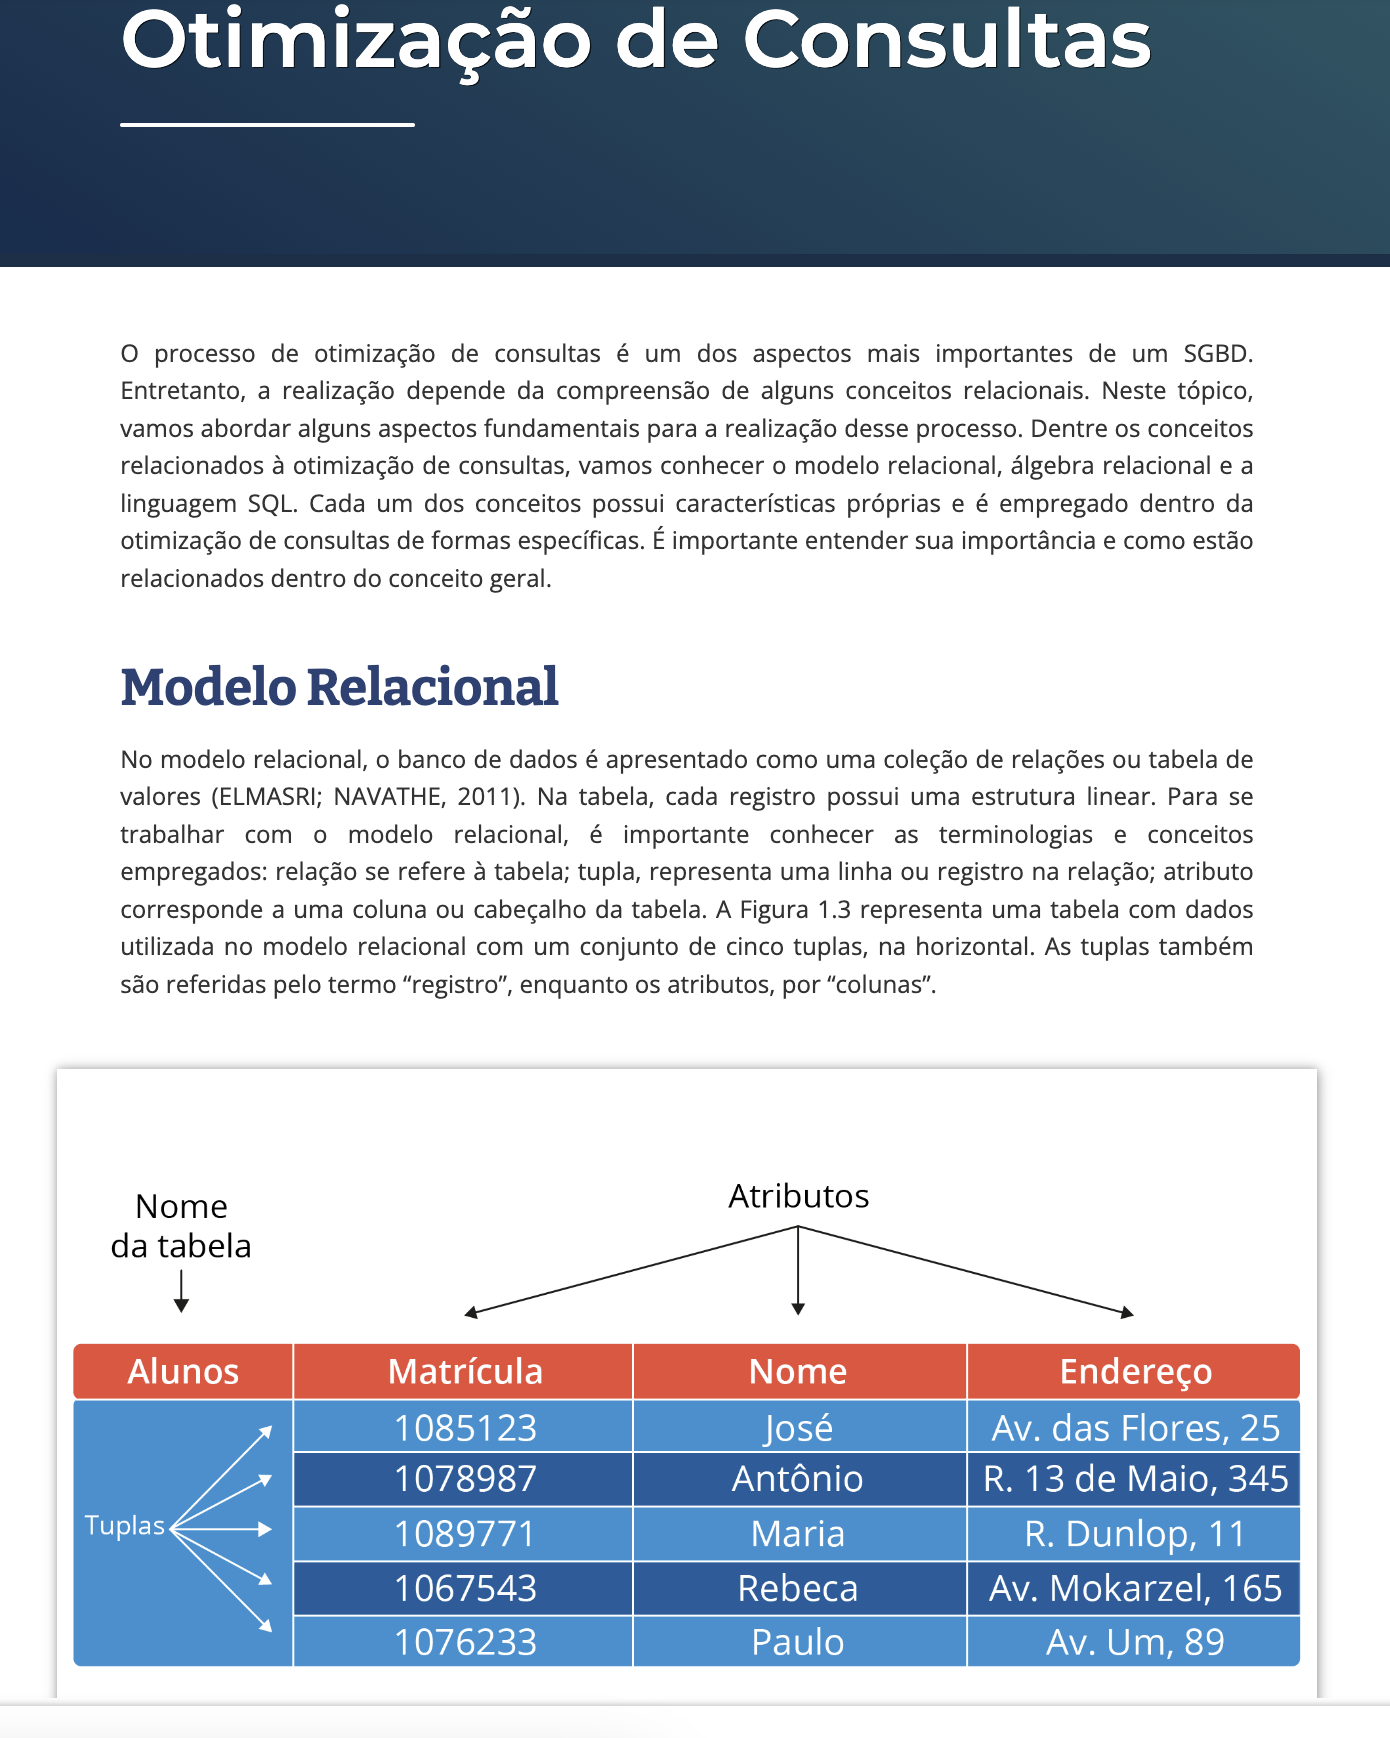 Otimização de Consultas
O processo de otimização de consultas é um dos aspectos mais importantes de um SGBD.
Entretanto, a realização depende da compreensão de alguns conceitos relacionais. Neste tópico,
vamos abordar alguns aspectos fundamentais para a realização desse processo. Dentre os conceitos
relacionados à otimização de consultas, vamos conhecer o modelo relacional, álgebra relacional e a
linguagem SQL. Cada um dos conceitos possui características próprias e é empregado dentro da
otimização de consultas de formas específicas. É importante entender sua importância e como estão
relacionados dentro do conceito geral.
Modelo Relacional
No modelo relacional, o banco de dados é apresentado como uma coleção de relações ou tabela de
valores (ELMASRI; NAVATHE, 2011). Na tabela, cada registro possui uma estrutura linear. Para se
trabalhar com o modelo relacional, é importante conhecer as terminologias e conceitos
empregados: relação se refere à tabela; tupla, representa uma linha ou registro na relação; atributo
corresponde a uma coluna ou cabeçalho da tabela. A Figura 1.3 representa uma tabela com dados
utilizada no modelo relacional com um conjunto de cinco tuplas, na horizontal. As tuplas também
são referidas pelo termo “registro”, enquanto os atributos, por “colunas”.
Nome
da tabela
Atributos
Alunos Matrícula Nome Endereço
1085123 José Av. das Flores, 25
1078987 Antônio R. 13 de Maio, 345
Tuplas 1089771 Maria R. Dunlop, 11
1067543 Rebeca Av. Mokarzel, 165
1076233 Paulo Av. Um, 89